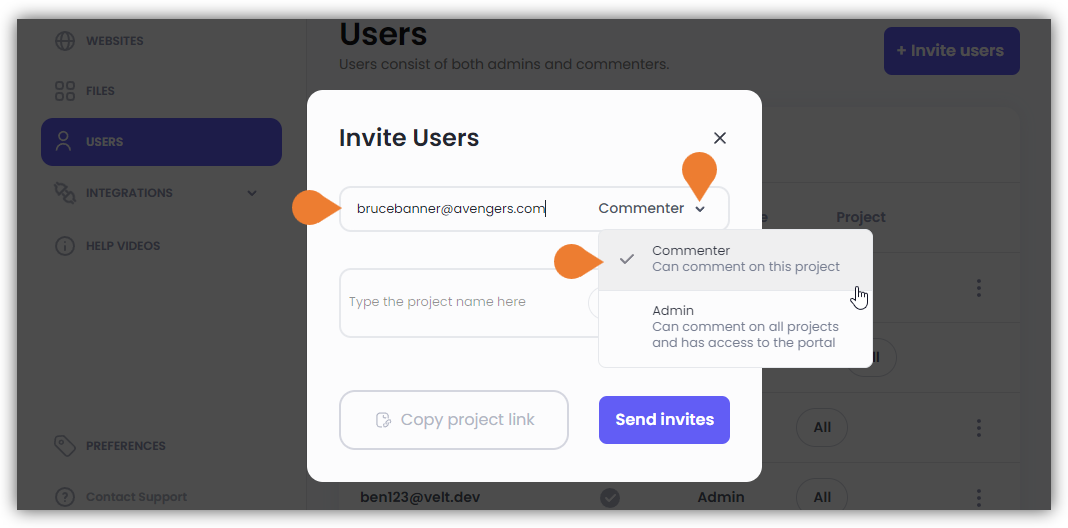 WEBSITES
FILES
USERS
INTEGRATIONS
HELP VIDEOS
PREFERENCES
Contact Support
Users
Users consist of both admins and commenters.
+ Invite users
Invite Users
brucebanner@avengers.com
Commenter
Commenter
Can comment on this project
Admin
Can comment on all projects
and has access to the portal
Type the project name here
Copy project link
Send invites
Project
All
ben123@velt.dev
Admin
All